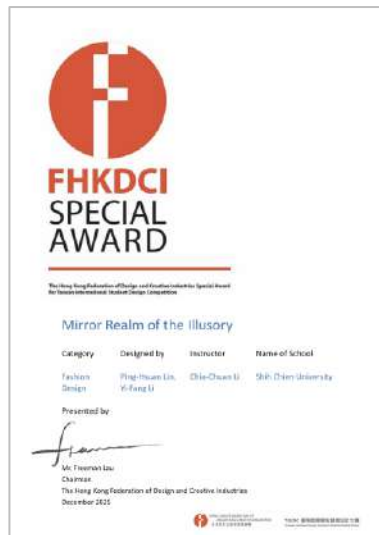 FHKDCI
SPECIAL
AWARD
The Hong Kong Federation of Design and Creative Industries Special Award
for Taiwan International Student Design Competition
Mirror Realm of the Illusory
Category Designed by Instructor Name of School
Fashion Ping-Hsuan Lin, Chia-Chuan Li Shih Chien University
Design Yi-Fang Li
Presented by
Mr. Freeman Lau
Chairman
The Hong Kong Federation of Design and Creative Industries
December 2025